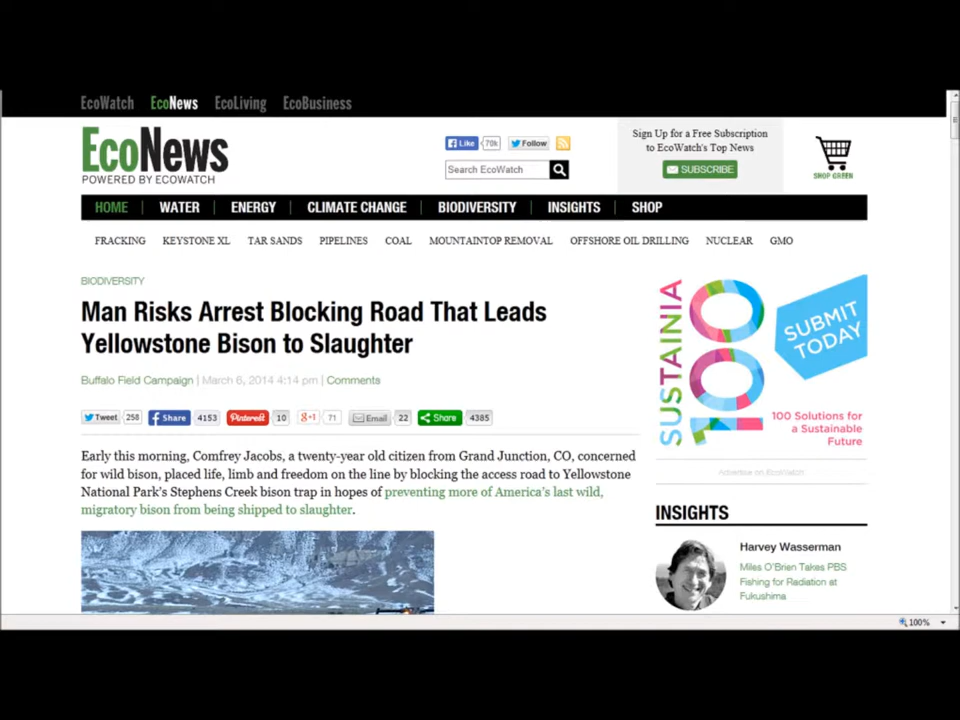 EcoWatch EcoNews EcoLiving EcoBusiness
EcoNews
POWERED BY ECOWATCH
Like 79k Follow
Search EcoWatch
Sign Up for a Free Subscription
to EcoWatch's Top News
SUBSCRIBE
SHOP GREEN
HOME WATER ENERGY CLIMATE CHANGE BIODIVERSITY INSIGHTS SHOP
FRACKING KEYSTONE XL TAR SANDS PIPELINES COAL MOUNTAINTOP REMOVAL OFFSHORE OIL DRILLING NUCLEAR GMO
BIODIVERSITY
Man Risks Arrest Blocking Road That Leads
Yellowstone Bison to Slaughter
Buffalo Field Campaign | March 6, 2014 4:14 pm | Comments
Tweet 258 Share 4153 Pinterest 10 g+1 71 Email 22 Share 4385
Early this morning, Comfrey Jacobs, a twenty-year old citizen from Grand Junction, CO, concerned
for wild bison, placed life, limb and freedom on the line by blocking the access road to Yellowstone
National Park's Stephens Creek bison trap in hopes of preventing more of America's last wild,
migratory bison from being shipped to slaughter.
SUSTAINIA
100
SUBMIT
TODAY
100 Solutions for
a Sustainable
Future
Advertise on EcoWatch
INSIGHTS
Harvey Wasserman
Miles O'Brien Takes PBS
Fishing for Radiation at
Fukushima
100%